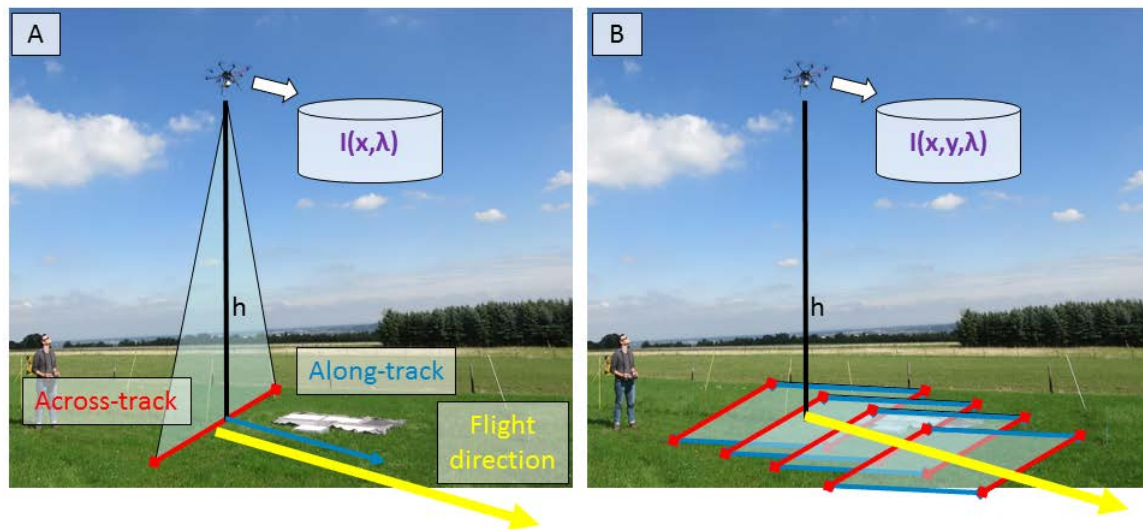 A
I(x,λ)
h
Along-track
Across-track
Flight
direction
B
I(x,y,λ)
h